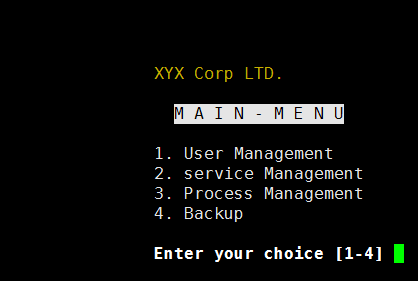 XYX Corp LTD.
M A I N - M E N U
1. User Management
2. service Management
3. Process Management
4. Backup
Enter your choice [1-4]